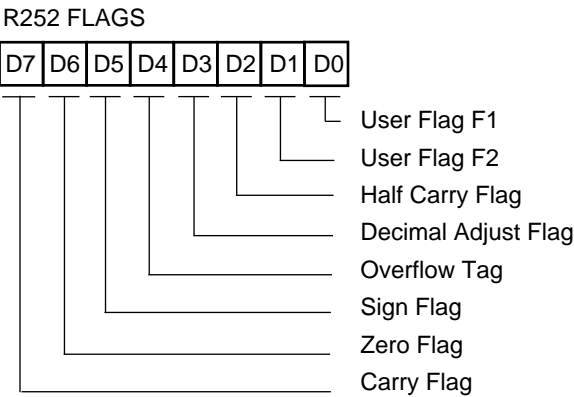 R252 FLAGS
D7 D6 D5 D4 D3 D2 D1 D0
User Flag F1
User Flag F2
Half Carry Flag
Decimal Adjust Flag
Overflow Tag
Sign Flag
Zero Flag
Carry Flag